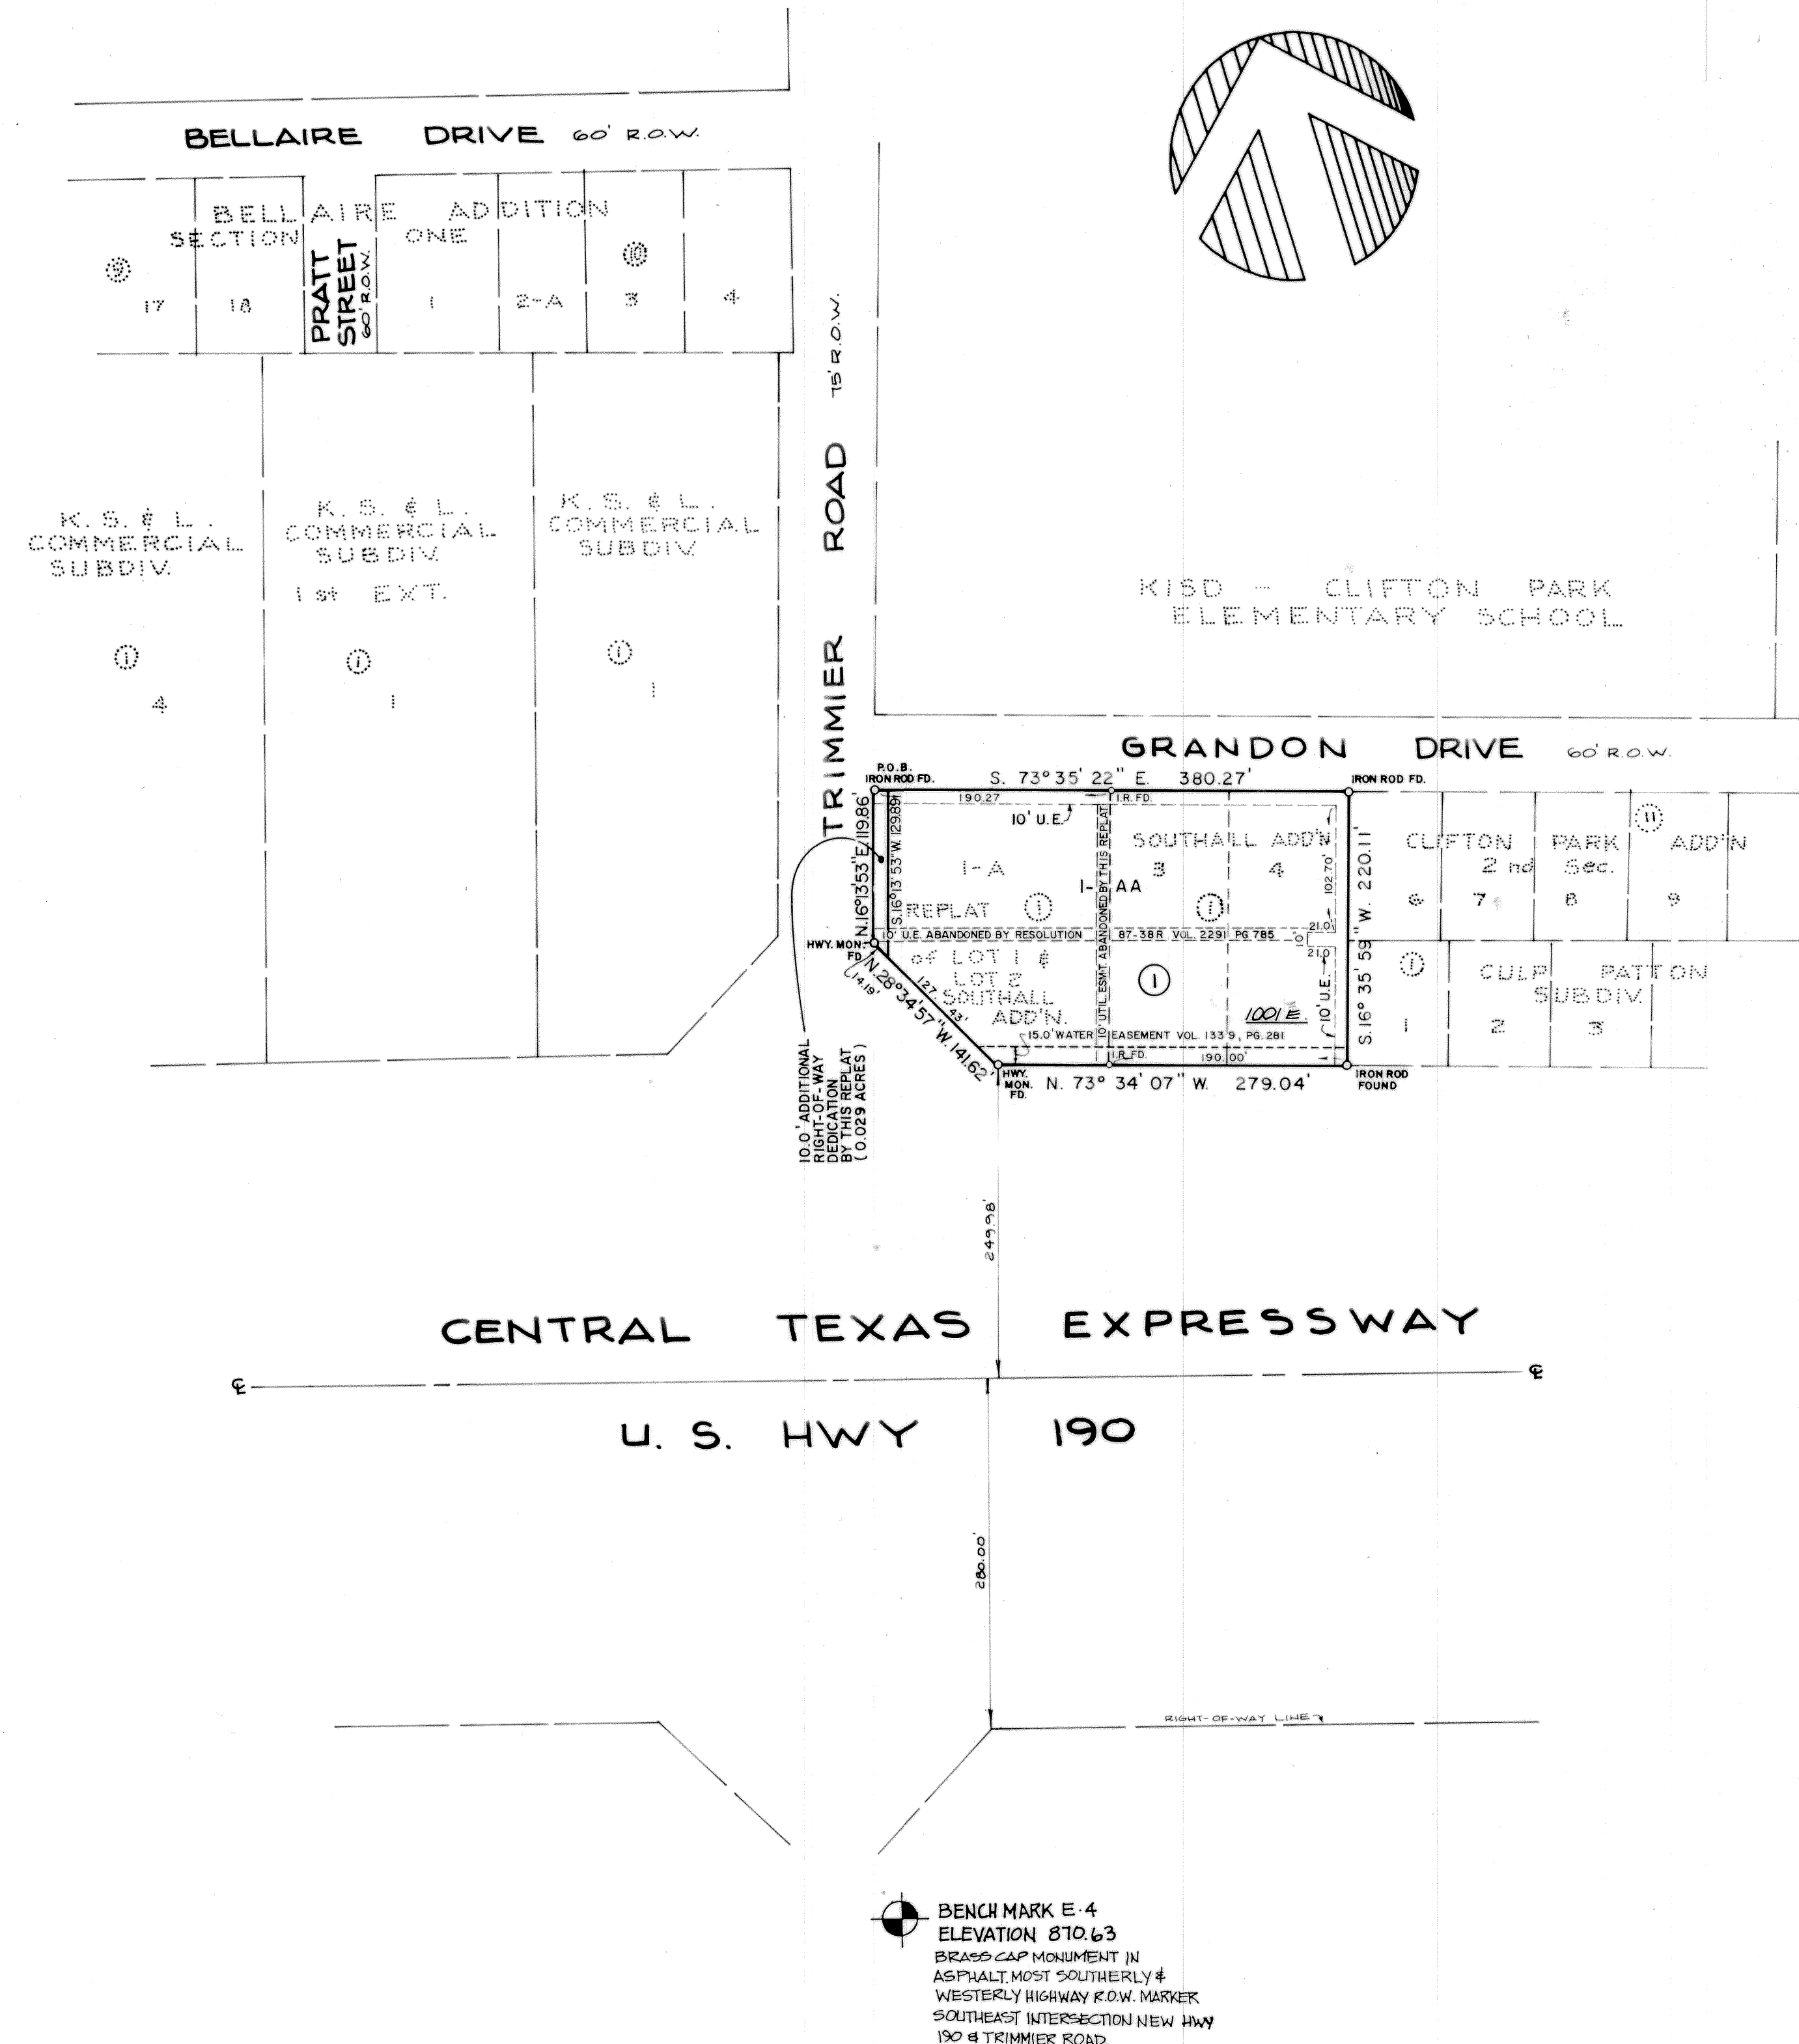 BELLAIRE DRIVE 60' R.O.W.
BELLAIRE ADDITION
SECTION ONE
9
17
18
PRATT
STREET
60' R.O.W.
1
2-A
10
3
4
75' R.O.W.
TRIMMIER ROAD
K. S. & L.
COMMERCIAL
SUBDIV.
1
4
K. S. & L.
COMMERCIAL
SUBDIV.
1st EXT.
1
1
K. S. & L.
COMMERCIAL
SUBDIV.
1
1
KISD - CLIFTON PARK
ELEMENTARY SCHOOL
GRANDON DRIVE 60' R.O.W.
P.O.B.
IRON ROD FD.
S. 73° 35' 22" E. 380.27'
IRON ROD FD.
190.27
I.R. FD.
10' U.E.
N.16°13'53"E. 119.86'
S.16°13'53"W. 129.89'
10' UTIL. ESMT. ABANDONED BY THIS REPLAT
SOUTHALL ADD'N
1-A
3
4
1-AA
102.70'
S.16° 35' 59" W. 220.11'
REPLAT
1
1
10' U.E. ABANDONED BY RESOLUTION 87-38R VOL. 2291 PG 785
21.0'
10'
21.0
HWY. MON.
FD.
14.19'
N.28°34'57"W. 141.62'
127.43'
of LOT 1 &
LOT 2
SOUTHALL
ADD'N.
1
1001 E.
10' U.E.
15.0' WATER EASEMENT VOL. 1339, PG. 281
I.R. FD.
190.00'
HWY.
MON.
FD.
N. 73° 34' 07" W. 279.04'
IRON ROD
FOUND
CLIFTON PARK ADD'N
2nd Sec.
11
6
7
8
9
1
CULP PATTON
SUBDIV.
1
2
3
10.0' ADDITIONAL
RIGHT-OF-WAY
DEDICATION
BY THIS REPLAT
(0.029 ACRES)
249.98'
CENTRAL TEXAS EXPRESSWAY
℄
℄
U. S. HWY 190
280.00'
RIGHT-OF-WAY LINE
BENCH MARK E-4
ELEVATION 870.63
BRASS CAP MONUMENT IN
ASPHALT. MOST SOUTHERLY &
WESTERLY HIGHWAY R.O.W. MARKER
SOUTHEAST INTERSECTION NEW HWY
190 & TRIMMIER ROAD